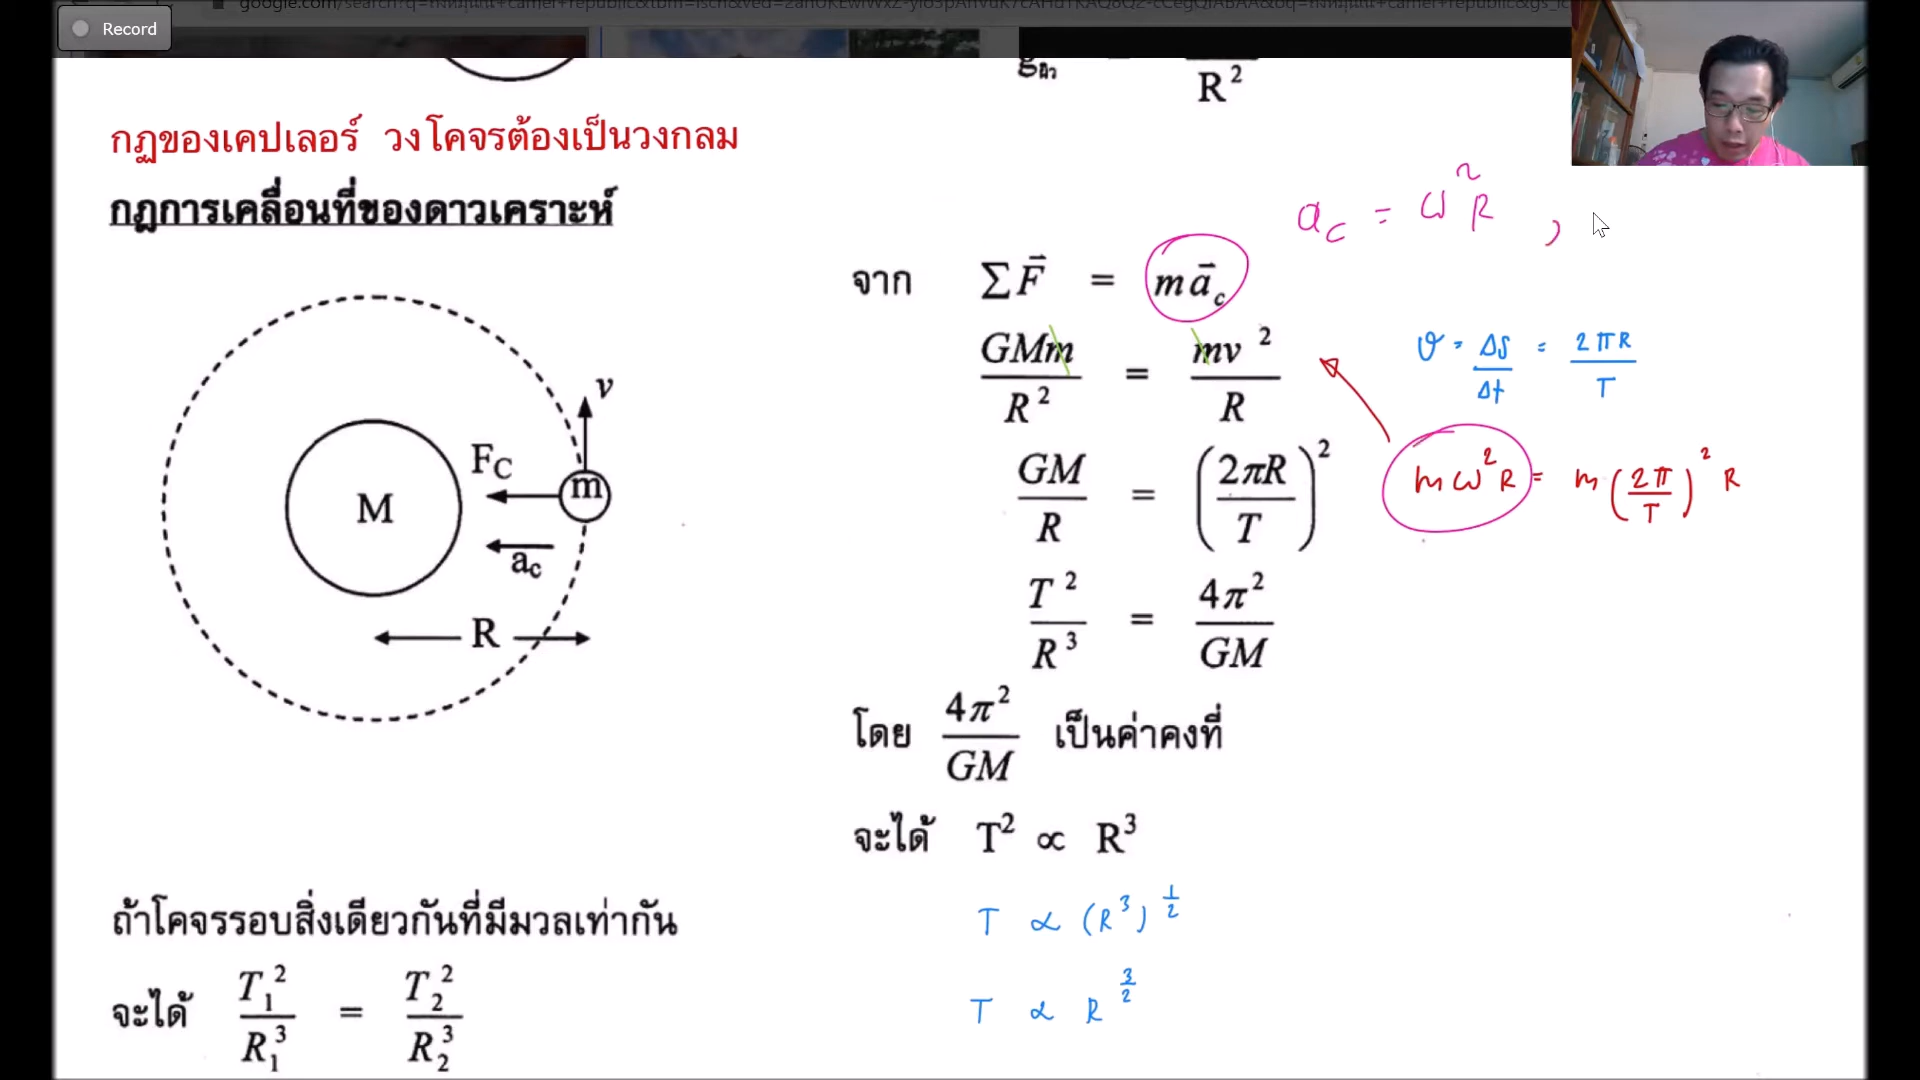 Record
g ผิว = R²
กฏของเคปเลอร์ วงโคจรต้องเป็นวงกลม
กฎการเคลื่อนที่ของดาวเคราะห์
a_c = ω²R ,
จาก ΣF⃗ = ma⃗_c
GMm/R² = mv²/R
v = Δs/Δt = 2πR/T
GM/R = (2πR/T)²
mω²R = m(2π/T)²R
T²/R³ = 4π²/GM
โดย 4π²/GM เป็นค่าคงที่
จะได้ T² ∝ R³
T ∝ (R³)^1/2
T ∝ R^3/2
v
F_C
m
M
a_c
R
ถ้าโคจรรอบสิ่งเดียวกันที่มีมวลเท่ากัน
จะได้ T₁²/R₁³ = T₂²/R₂³